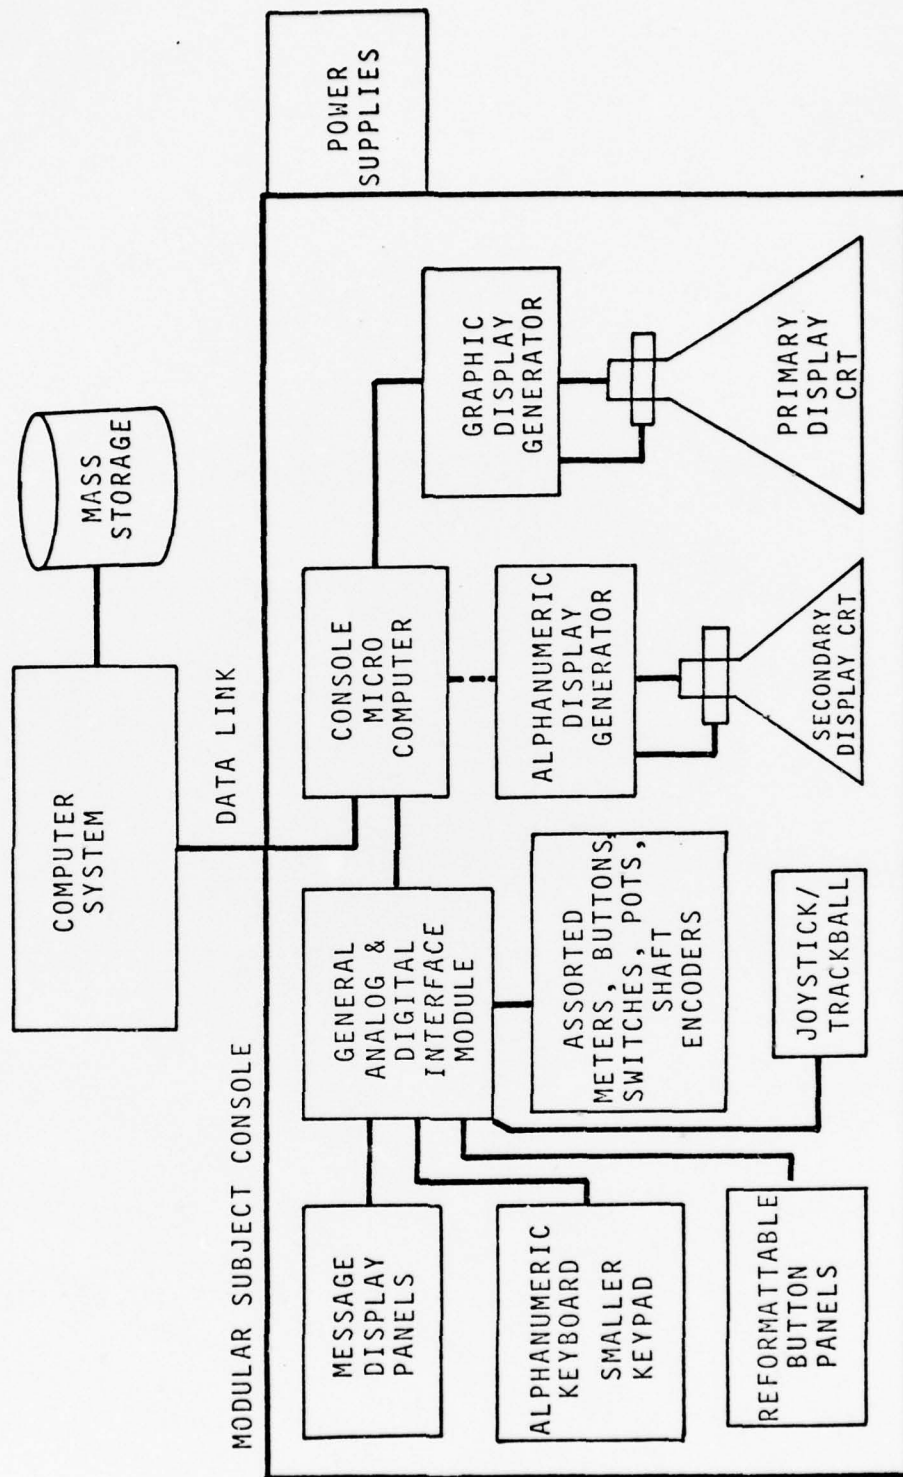 COMPUTER
SYSTEM
MASS
STORAGE
DATA LINK
MODULAR SUBJECT CONSOLE
POWER
SUPPLIES
MESSAGE
DISPLAY
PANELS
GENERAL
ANALOG &
DIGITAL
INTERFACE
MODULE
CONSOLE
MICRO
COMPUTER
GRAPHIC
DISPLAY
GENERATOR
ALPHANUMERIC
KEYBOARD
SMALLER
KEYPAD
ASSORTED
METERS, BUTTONS,
SWITCHES, POTS,
SHAFT
ENCODERS
ALPHANUMERIC
DISPLAY
GENERATOR
REFORMATTABLE
BUTTON
PANELS
JOYSTICK/
TRACKBALL
SECONDARY
DISPLAY CRT
PRIMARY
DISPLAY
CRT